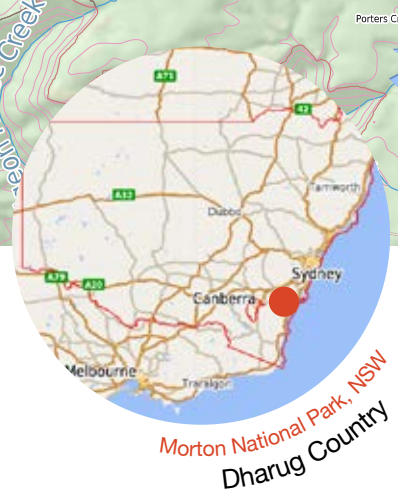 Porters C
Creek
A71
42
A32
Tamworth
Dubbo
Sydney
A79
A20
Canberra
Melbourne
Traralgon
Morton National Park, NSW
Dharug Country